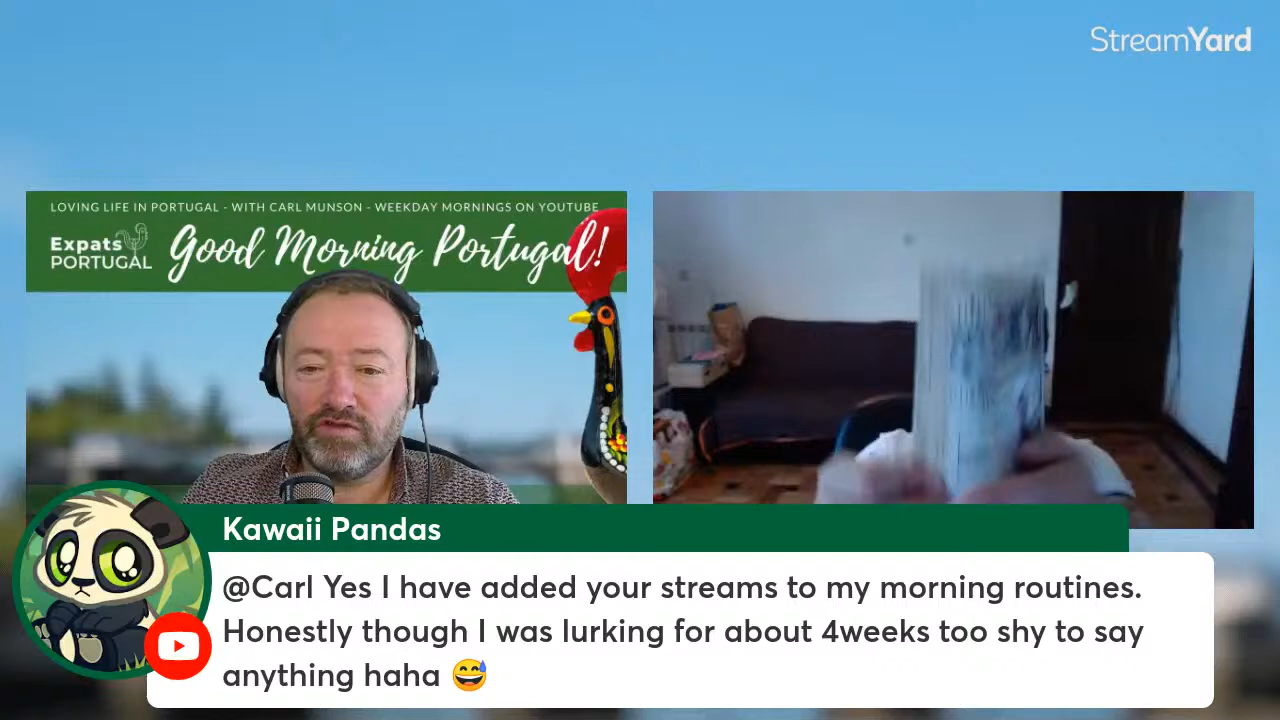 StreamYard
LOVING LIFE IN PORTUGAL - WITH CARL MUNSON - WEEKDAY MORNINGS ON YOUTUBE
Expats
PORTUGAL
Good Morning Portugal!
Kawaii Pandas
@Carl Yes I have added your streams to my morning routines.
Honestly though I was lurking for about 4weeks too shy to say
anything haha 😅